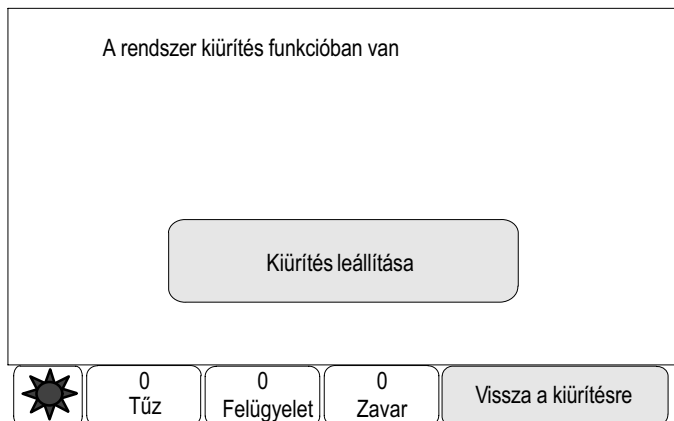 A rendszer kiürítés funkcióban van
Kiürítés leállítása
0 0 0
Tűz Felügyelet Zavar Vissza a kiürítésre